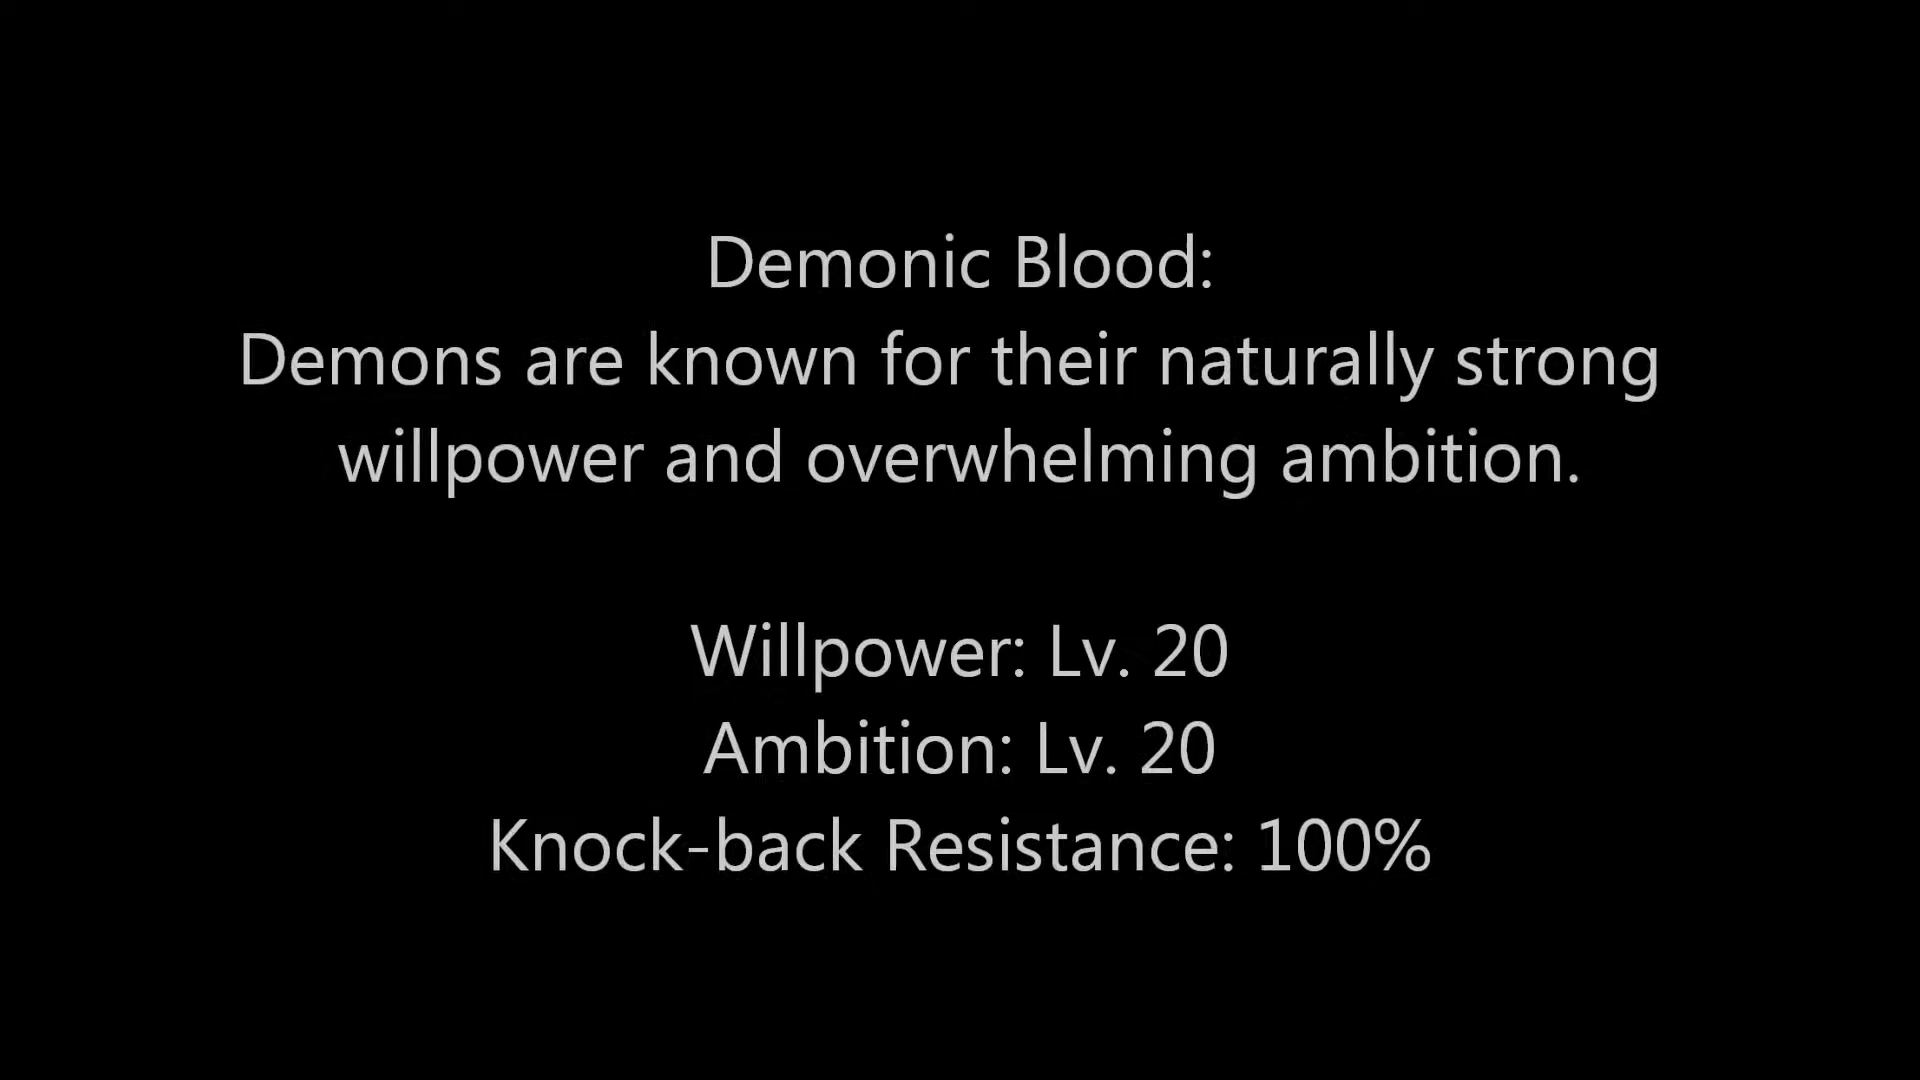 Demonic Blood:
Demons are known for their naturally strong
willpower and overwhelming ambition.
Willpower: Lv. 20
Ambition: Lv. 20
Knock-back Resistance: 100%